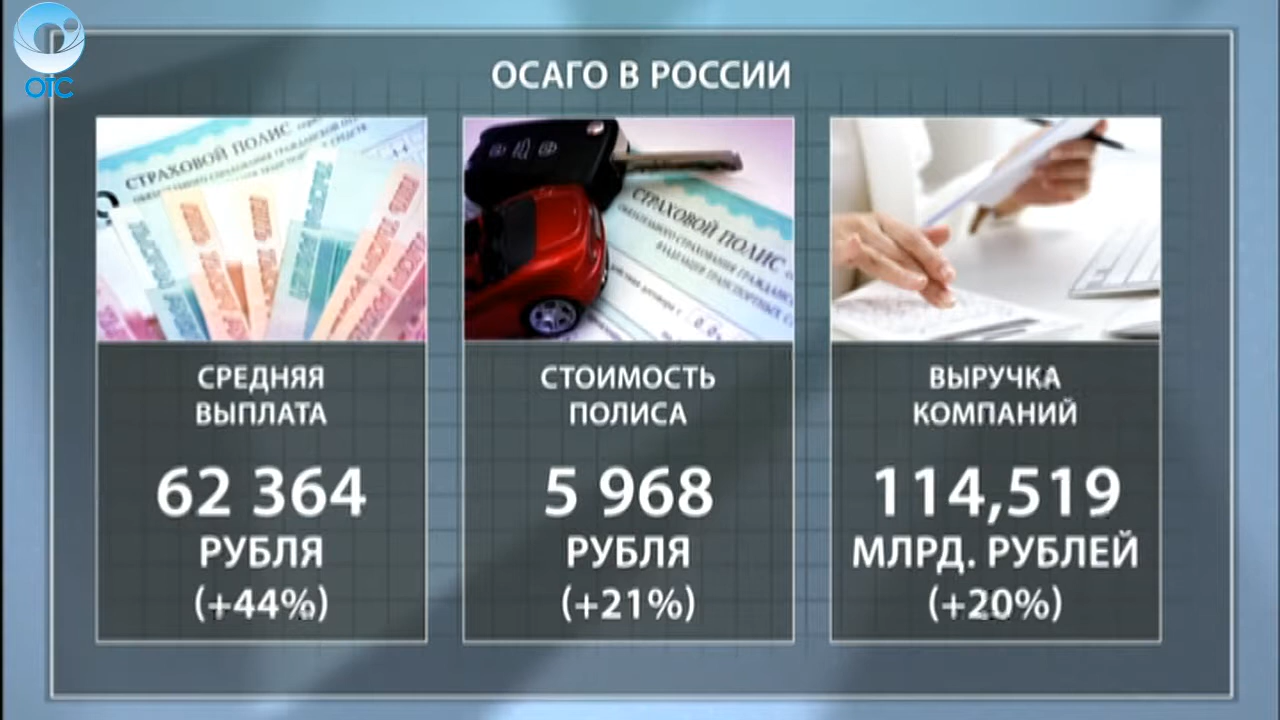 ОТС
ОСАГО В РОССИИ
СТРАХОВОЙ ПОЛИС
СТРАХОВОЙ ПОЛИС
СРЕДНЯЯ
ВЫПЛАТА
62 364
РУБЛЯ
(+44%)
СТОИМОСТЬ
ПОЛИСА
5 968
РУБЛЯ
(+21%)
ВЫРУЧКА
КОМПАНИЙ
114,519
МЛРД. РУБЛЕЙ
(+20%)